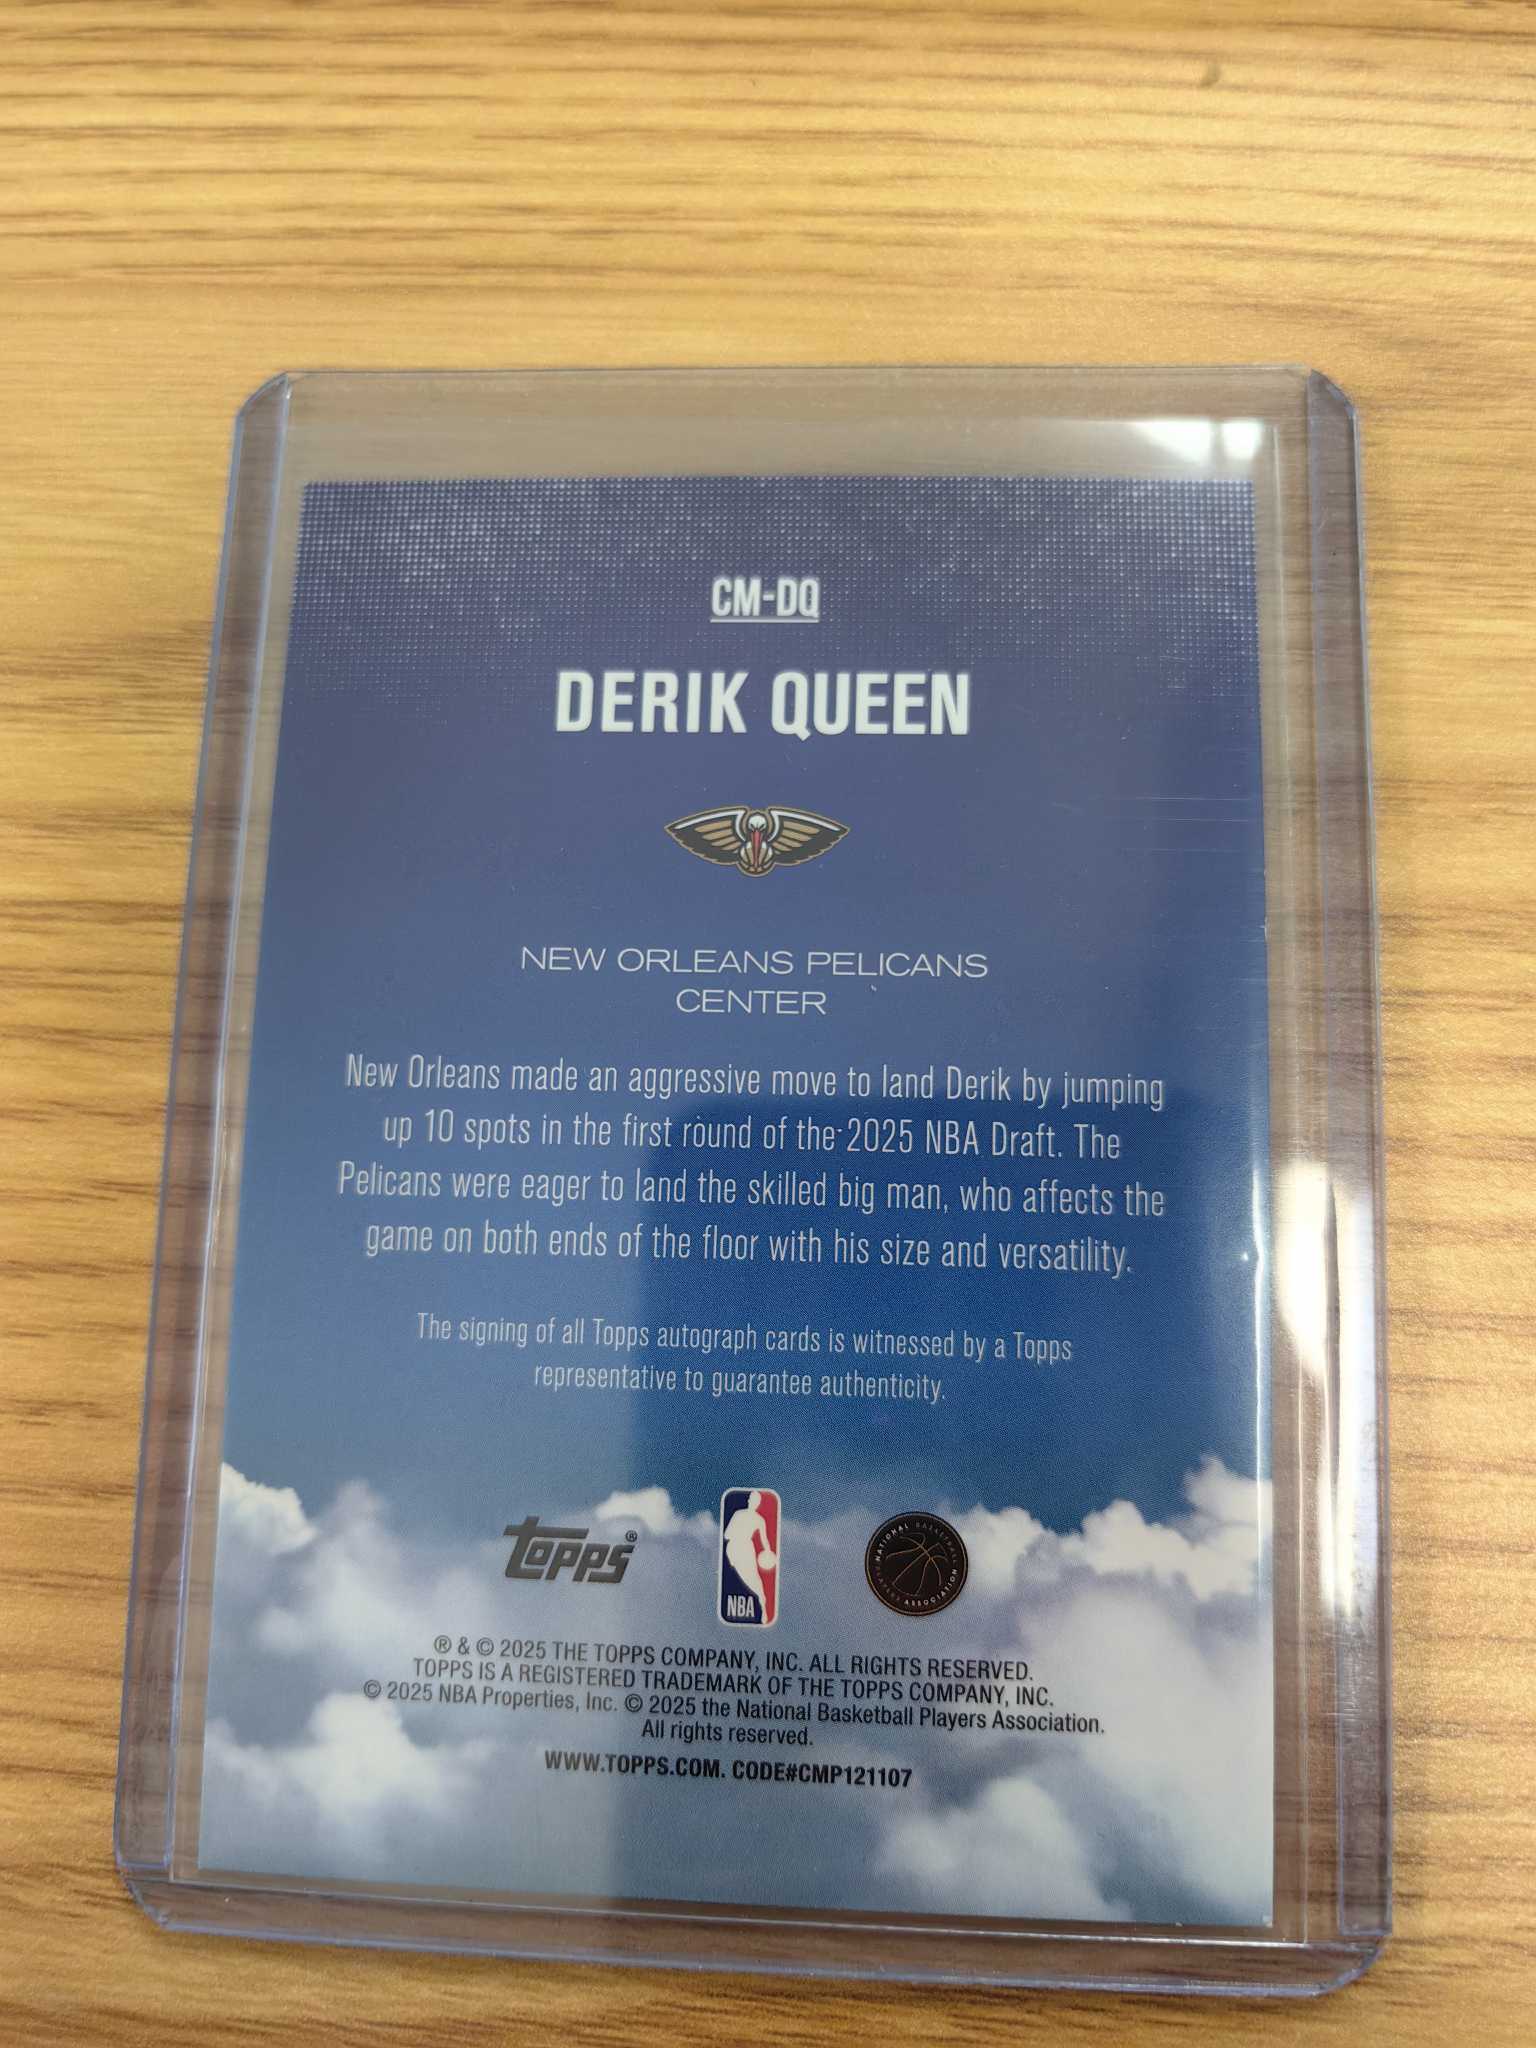 CM-DQ
DERIK QUEEN
NEW ORLEANS PELICANS
CENTER
New Orleans made an aggressive move to land Derik by jumping
up 10 spots in the first round of the 2025 NBA Draft. The
Pelicans were eager to land the skilled big man, who affects the
game on both ends of the floor with his size and versatility.
The signing of all Topps autograph cards is witnessed by a Topps
representative to guarantee authenticity.
topps®
NBA
NATIONAL BASKETBALL
PLAYERS ASSOCIATION
® & © 2025 THE TOPPS COMPANY, INC. ALL RIGHTS RESERVED.
TOPPS IS A REGISTERED TRADEMARK OF THE TOPPS COMPANY, INC.
© 2025 NBA Properties, Inc. © 2025 the National Basketball Players Association.
All rights reserved.
WWW.TOPPS.COM. CODE#CMP121107